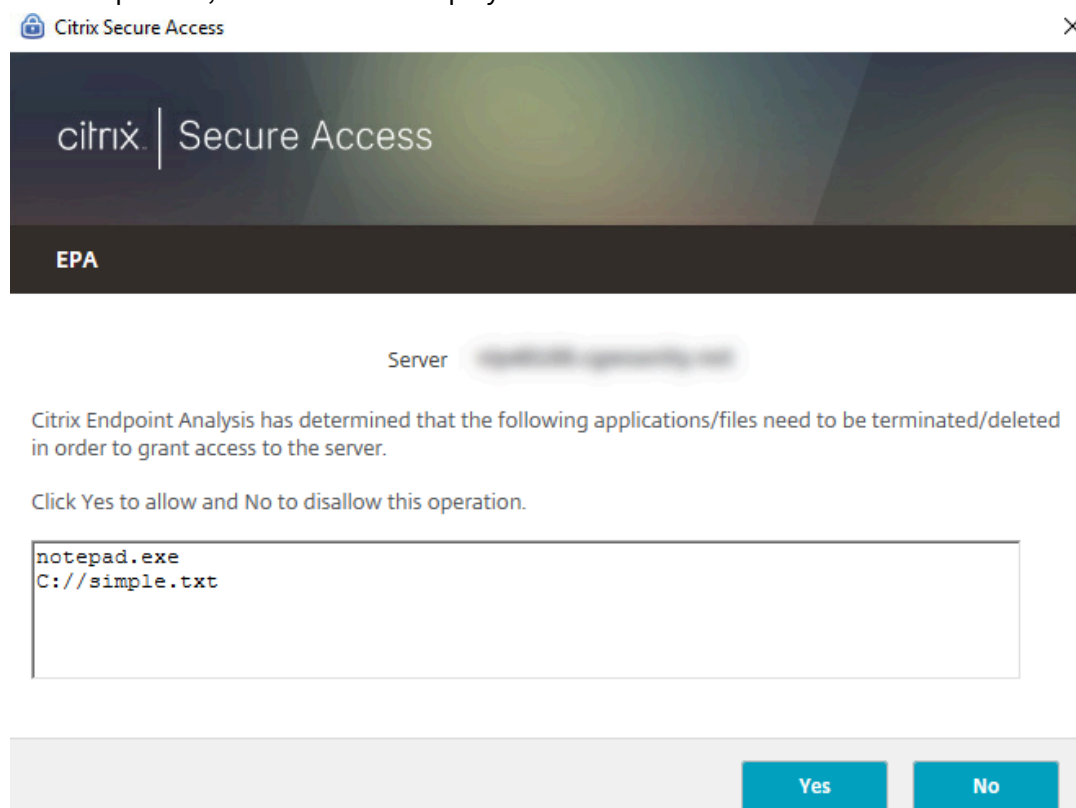 Citrix Secure Access
citrix. | Secure Access
EPA
Server
Citrix Endpoint Analysis has determined that the following applications/files need to be terminated/deleted
in order to grant access to the server.
Click Yes to allow and No to disallow this operation.
notepad.exe
C://simple.txt
Yes No